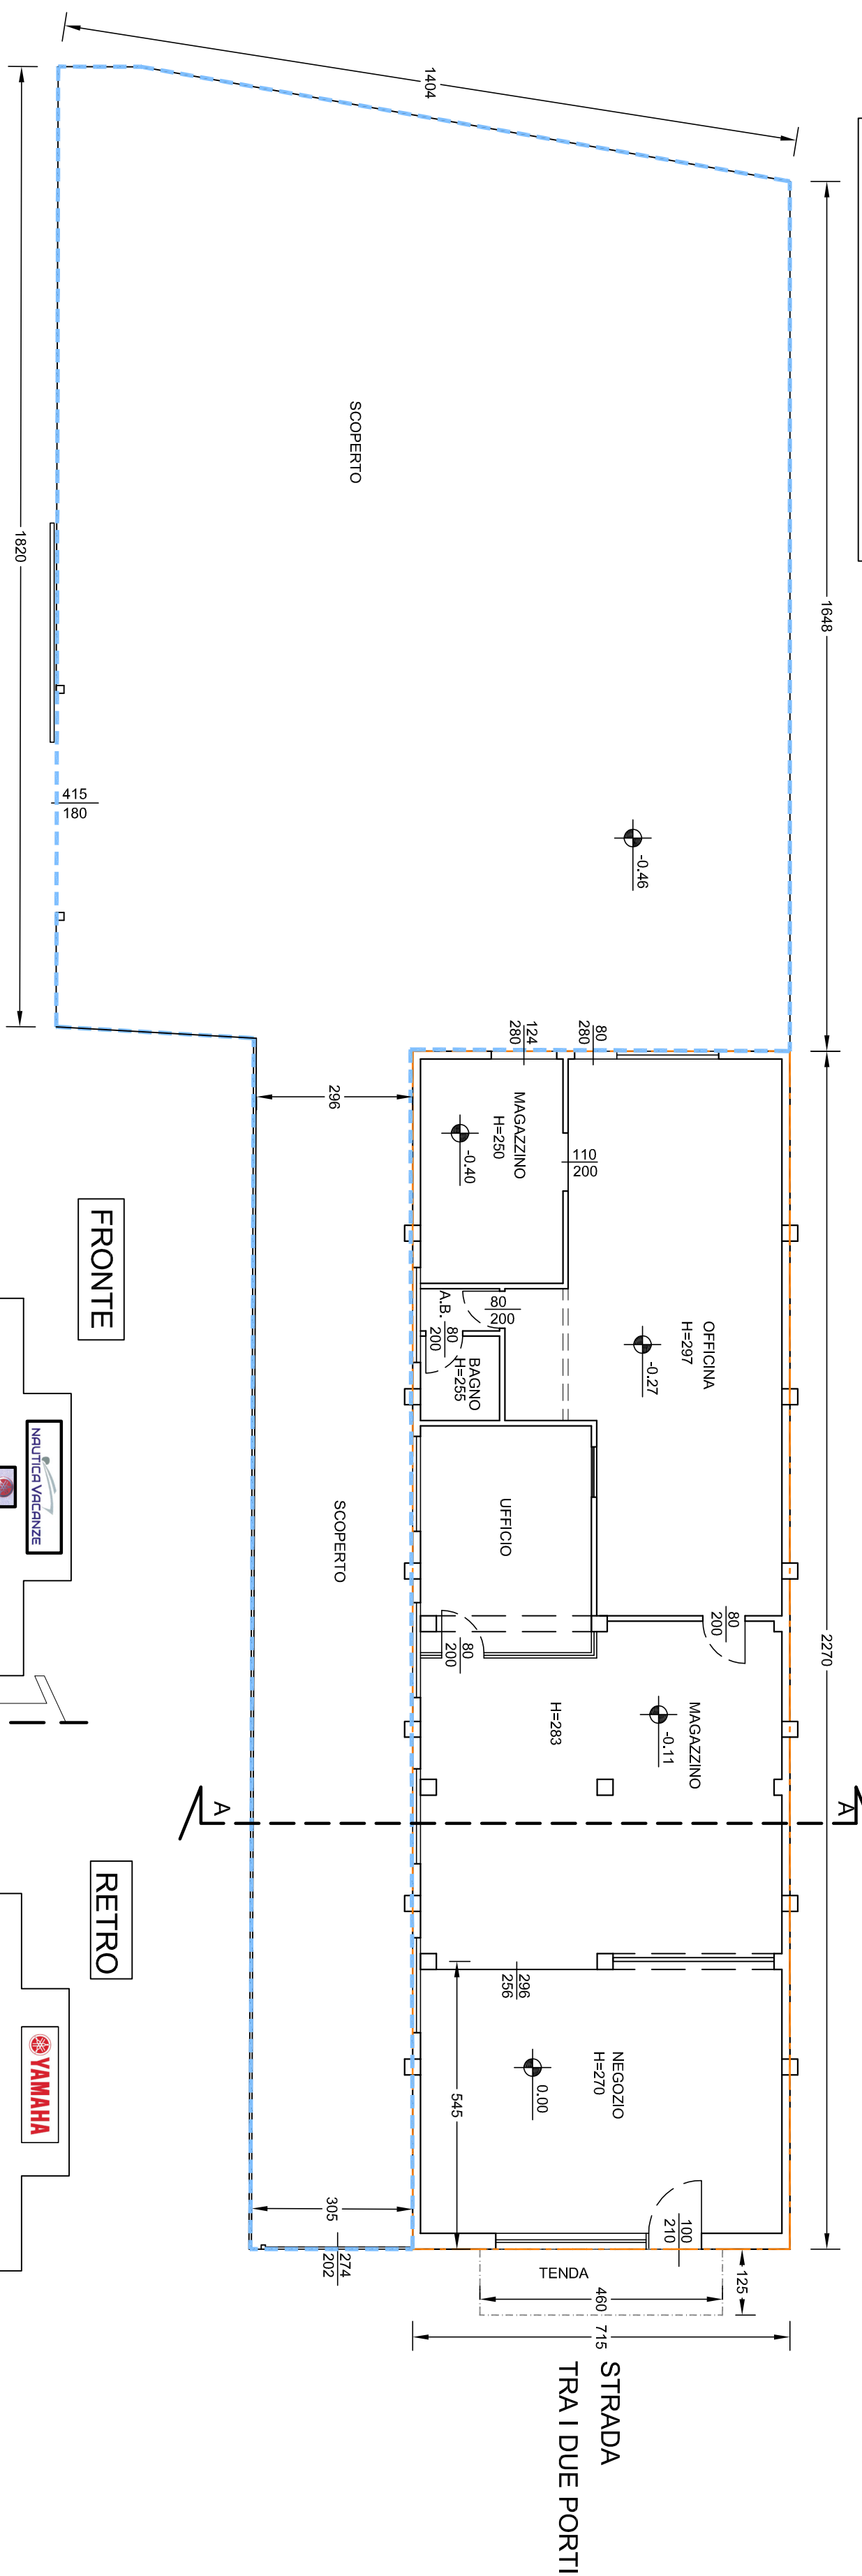 1404
1820
1648
SCOPERTO
415
180
-0.46
124
280
80
280
296
MAGAZZINO
H=250
-0.40
110
200
A.B.
80
200
80
200
BAGNO
H=255
OFFICINA
H=297
-0.27
UFFICIO
SCOPERTO
2270
80
200
80
200
MAGAZZINO
-0.11
H=283
A
A
296
256
545
NEGOZIO
H=270
0.00
100
210
305
274
202
TENDA
460
125
715
STRADA
TRA I DUE PORTI
FRONTE
NAUTICA VACANZE
RETRO
YAMAHA